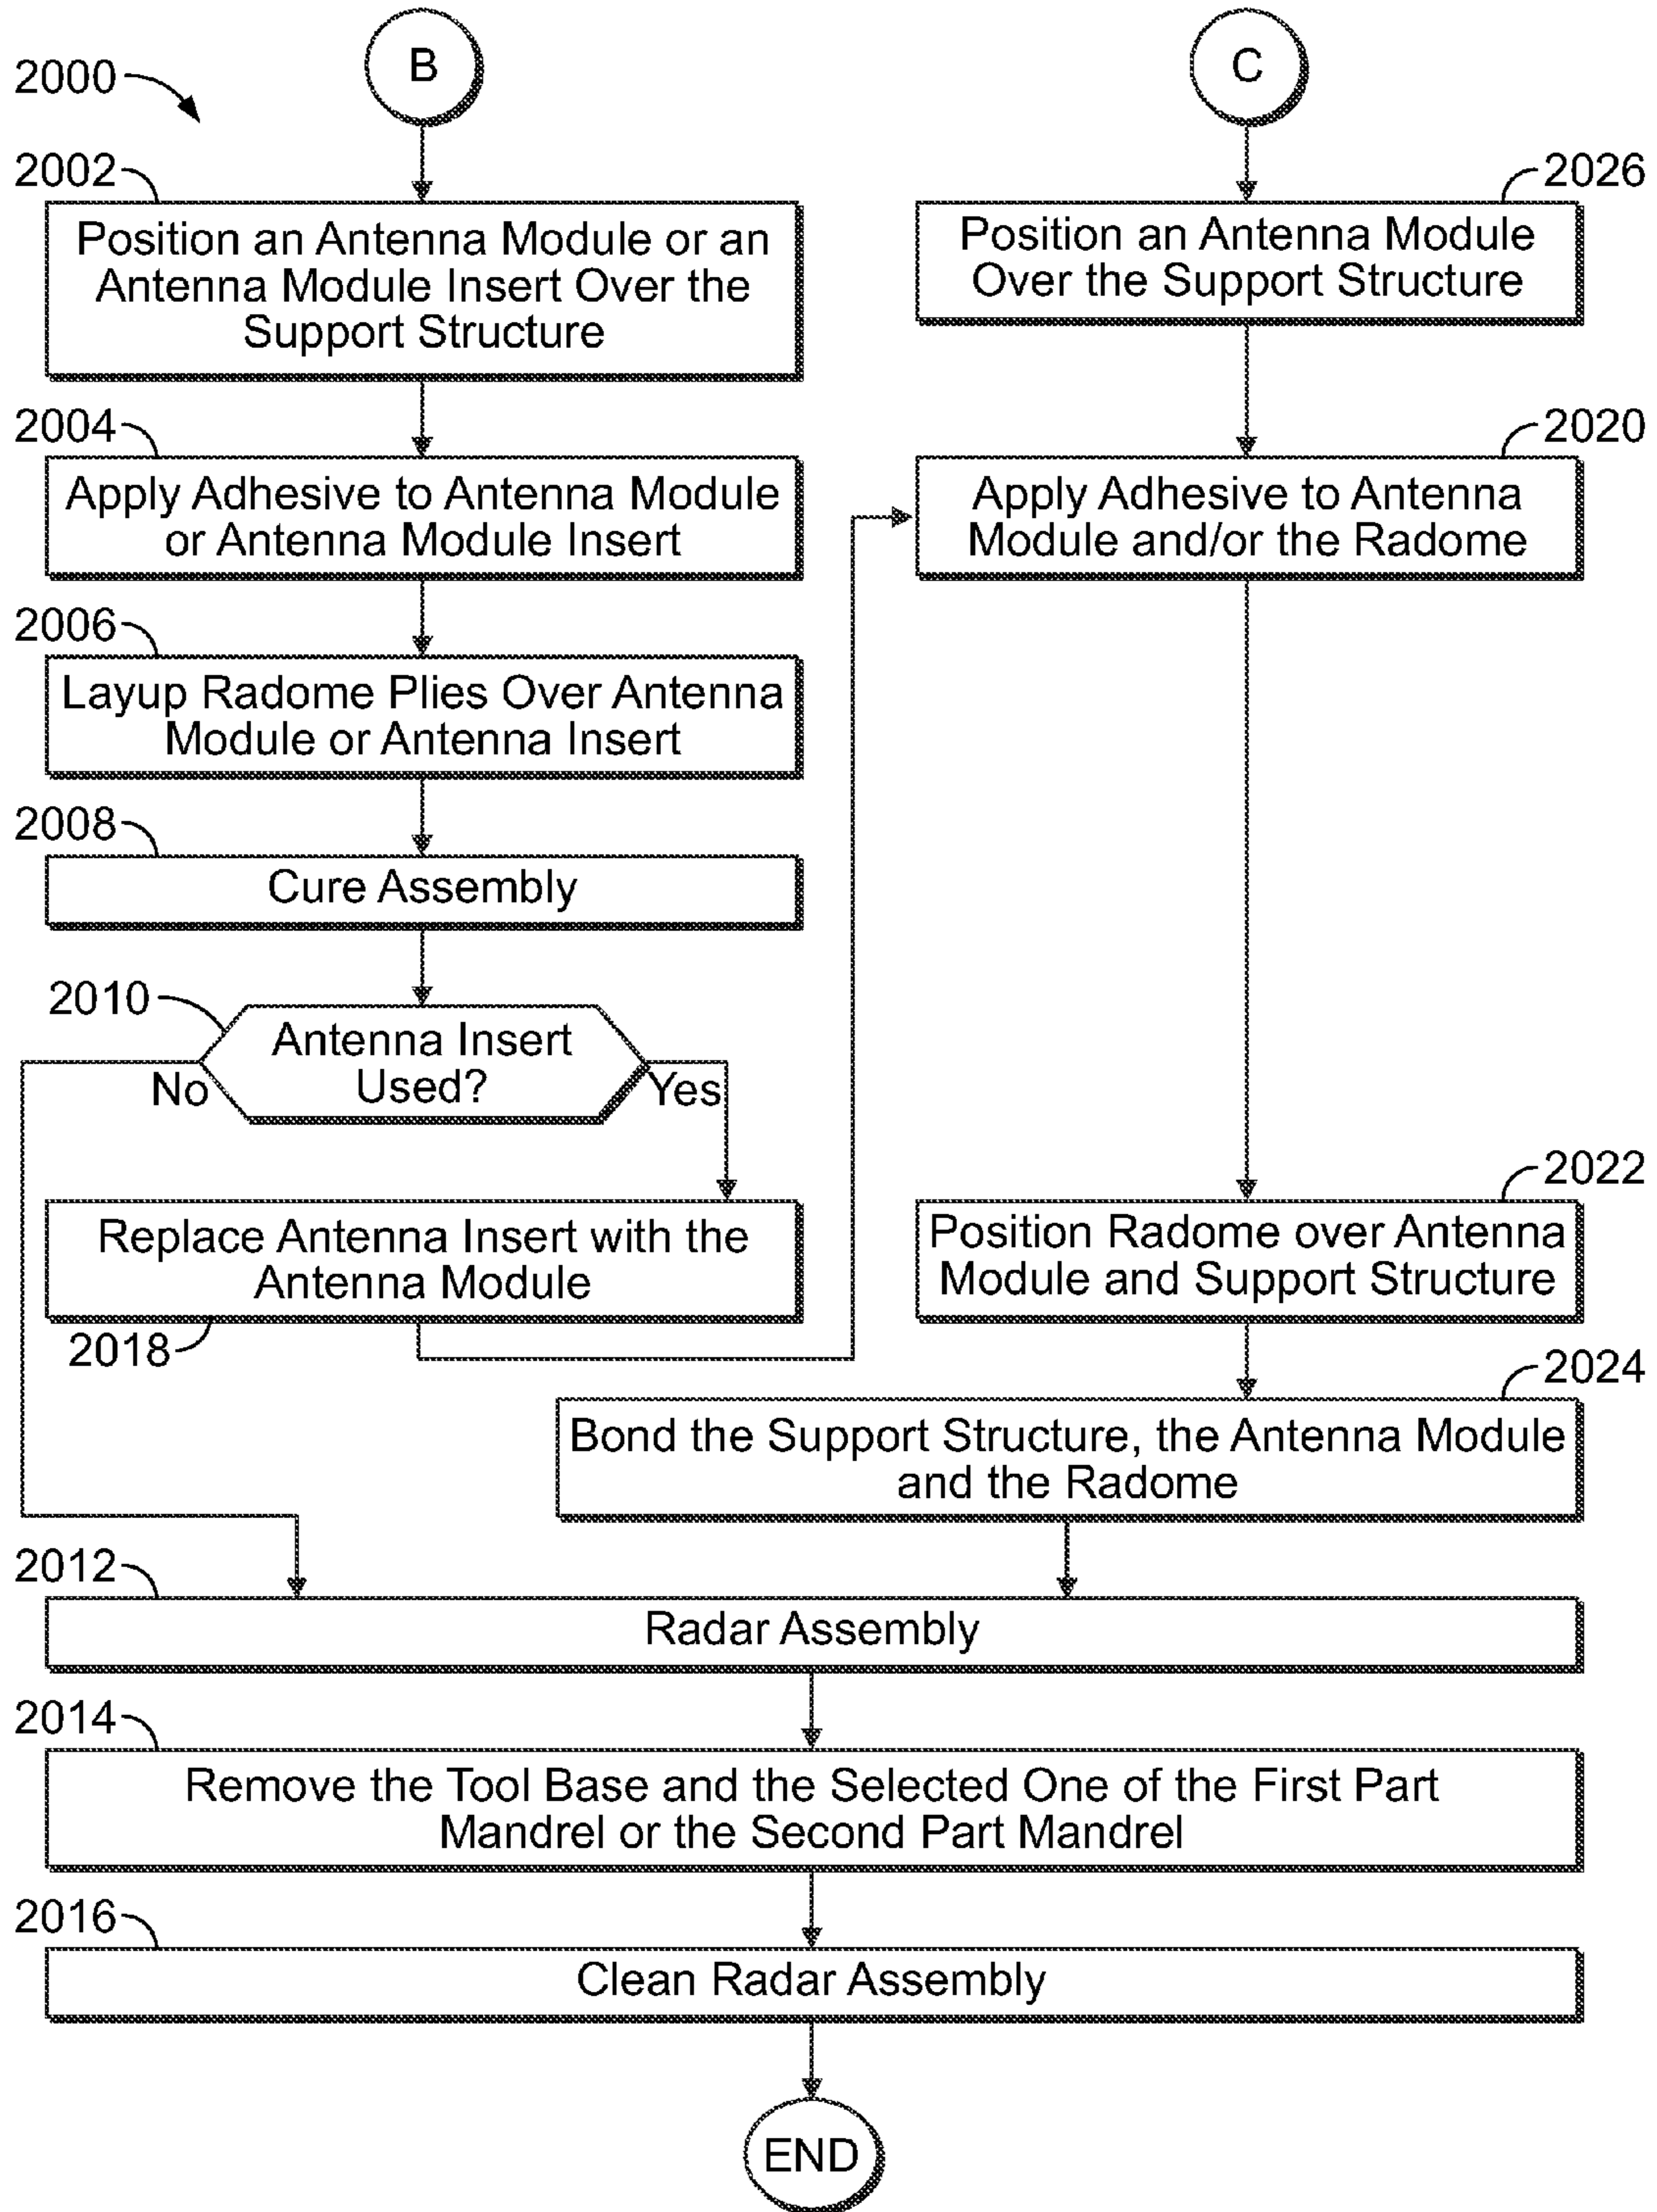 B
C
2000
2002
2026
Position an Antenna Module or an
Antenna Module Insert Over the
Support Structure
Position an Antenna Module
Over the Support Structure
2004
2020
Apply Adhesive to Antenna Module
or Antenna Module Insert
Apply Adhesive to Antenna
Module and/or the Radome
2006
Layup Radome Plies Over Antenna
Module or Antenna Insert
2008
Cure Assembly
2010
Antenna Insert
Used?
No
Yes
2022
Replace Antenna Insert with the
Antenna Module
2018
Position Radome over Antenna
Module and Support Structure
2024
Bond the Support Structure, the Antenna Module
and the Radome
2012
Radar Assembly
2014
Remove the Tool Base and the Selected One of the First Part
Mandrel or the Second Part Mandrel
2016
Clean Radar Assembly
END